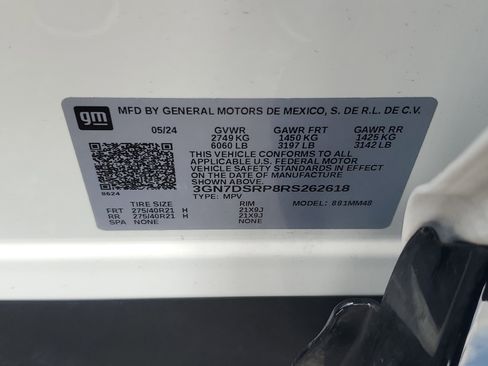 gm
MFD BY GENERAL MOTORS DE MEXICO, S. DE R.L. DE C.V.
05/24 GVWR GAWR FRT GAWR RR
2749 KG 1450 KG 1425 KG
6060 LB 3197 LB 3142 LB
THIS VEHICLE CONFORMS TO ALL
APPLICABLE U.S. FEDERAL MOTOR
VEHICLE SAFETY STANDARDS IN
EFFECT ON THE DATE OF MANUFACTURE
SHOWN ABOVE.
8624
3GN7DSRP8RS262618
TYPE: MPV MODEL: 881MM48
TIRE SIZE RIM
FRT 275/40R21 H 21X9J
RR 275/40R21 H 21X9J
SPA NONE NONE